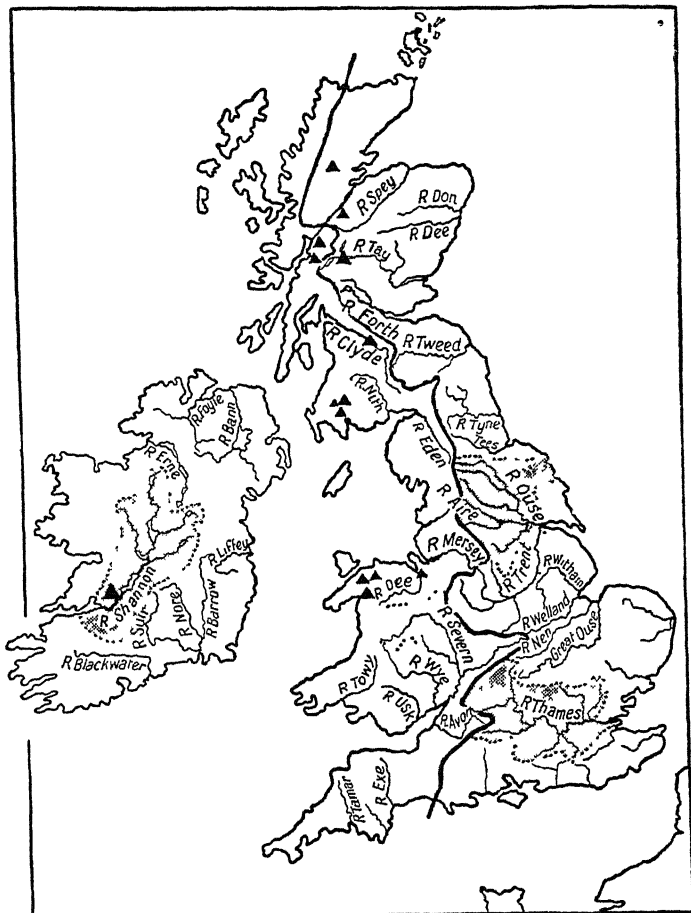 R Spey
R Don
R Dee
R Tay
R Forth
R Tweed
R Clyde
R.Nith
R.Foyle
R Bann
R Tyne
Tees
R Eden
R Erne
R Ouse
R Aire
R Liffey
R Mersey
R Trent
R Witham
R Dee
R Shannon
R Suir
R Nore
R Barrow
R Welland
R Severn
R Nen
Great Ouse
R Blackwater
R Wye
R Towy
R Usk
R.Avon
R Thames
R Tamar
R Exe